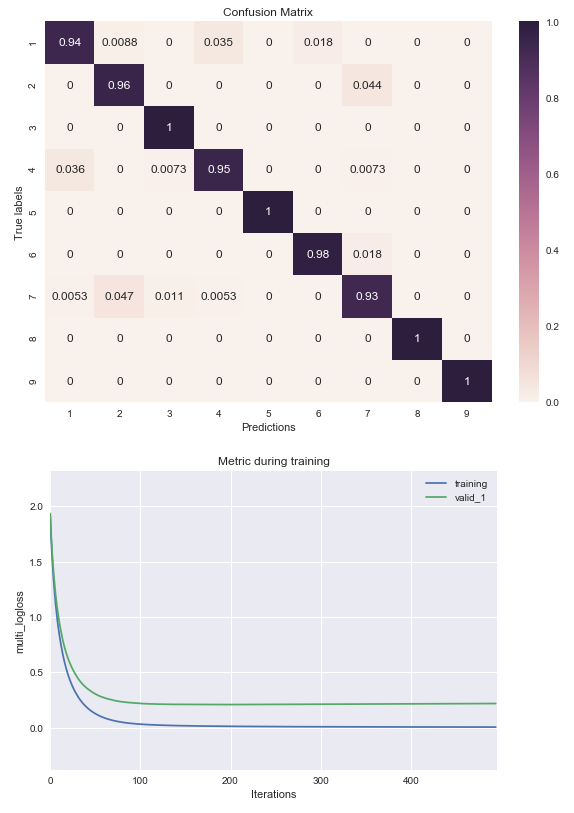 Confusion Matrix
1 0.94 0.0088 0 0.035 0 0.018 0 0 0
2 0 0.96 0 0 0 0 0.044 0 0
3 0 0 1 0 0 0 0 0 0
4 0.036 0 0.0073 0.95 0 0 0.0073 0 0
5 0 0 0 0 1 0 0 0 0
6 0 0 0 0 0 0.98 0.018 0 0
7 0.0053 0.047 0.011 0.0053 0 0 0.93 0 0
8 0 0 0 0 0 0 0 1 0
9 0 0 0 0 0 0 0 0 1
1 2 3 4 5 6 7 8 9
Predictions
True labels
1.0
0.8
0.6
0.4
0.2
0.0
Metric during training
training
valid_1
2.0
1.5
1.0
0.5
0.0
multi_logloss
0 100 200 300 400
Iterations